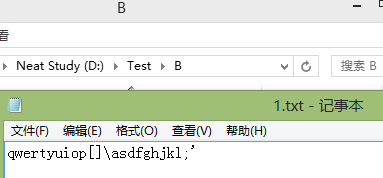 B
看
Neat Study (D:) Test B
搜索 B
1.txt - 记事本
文件(F) 编辑(E) 格式(O) 查看(V) 帮助(H)
qwertyuiop[]\asdfghjkl;'